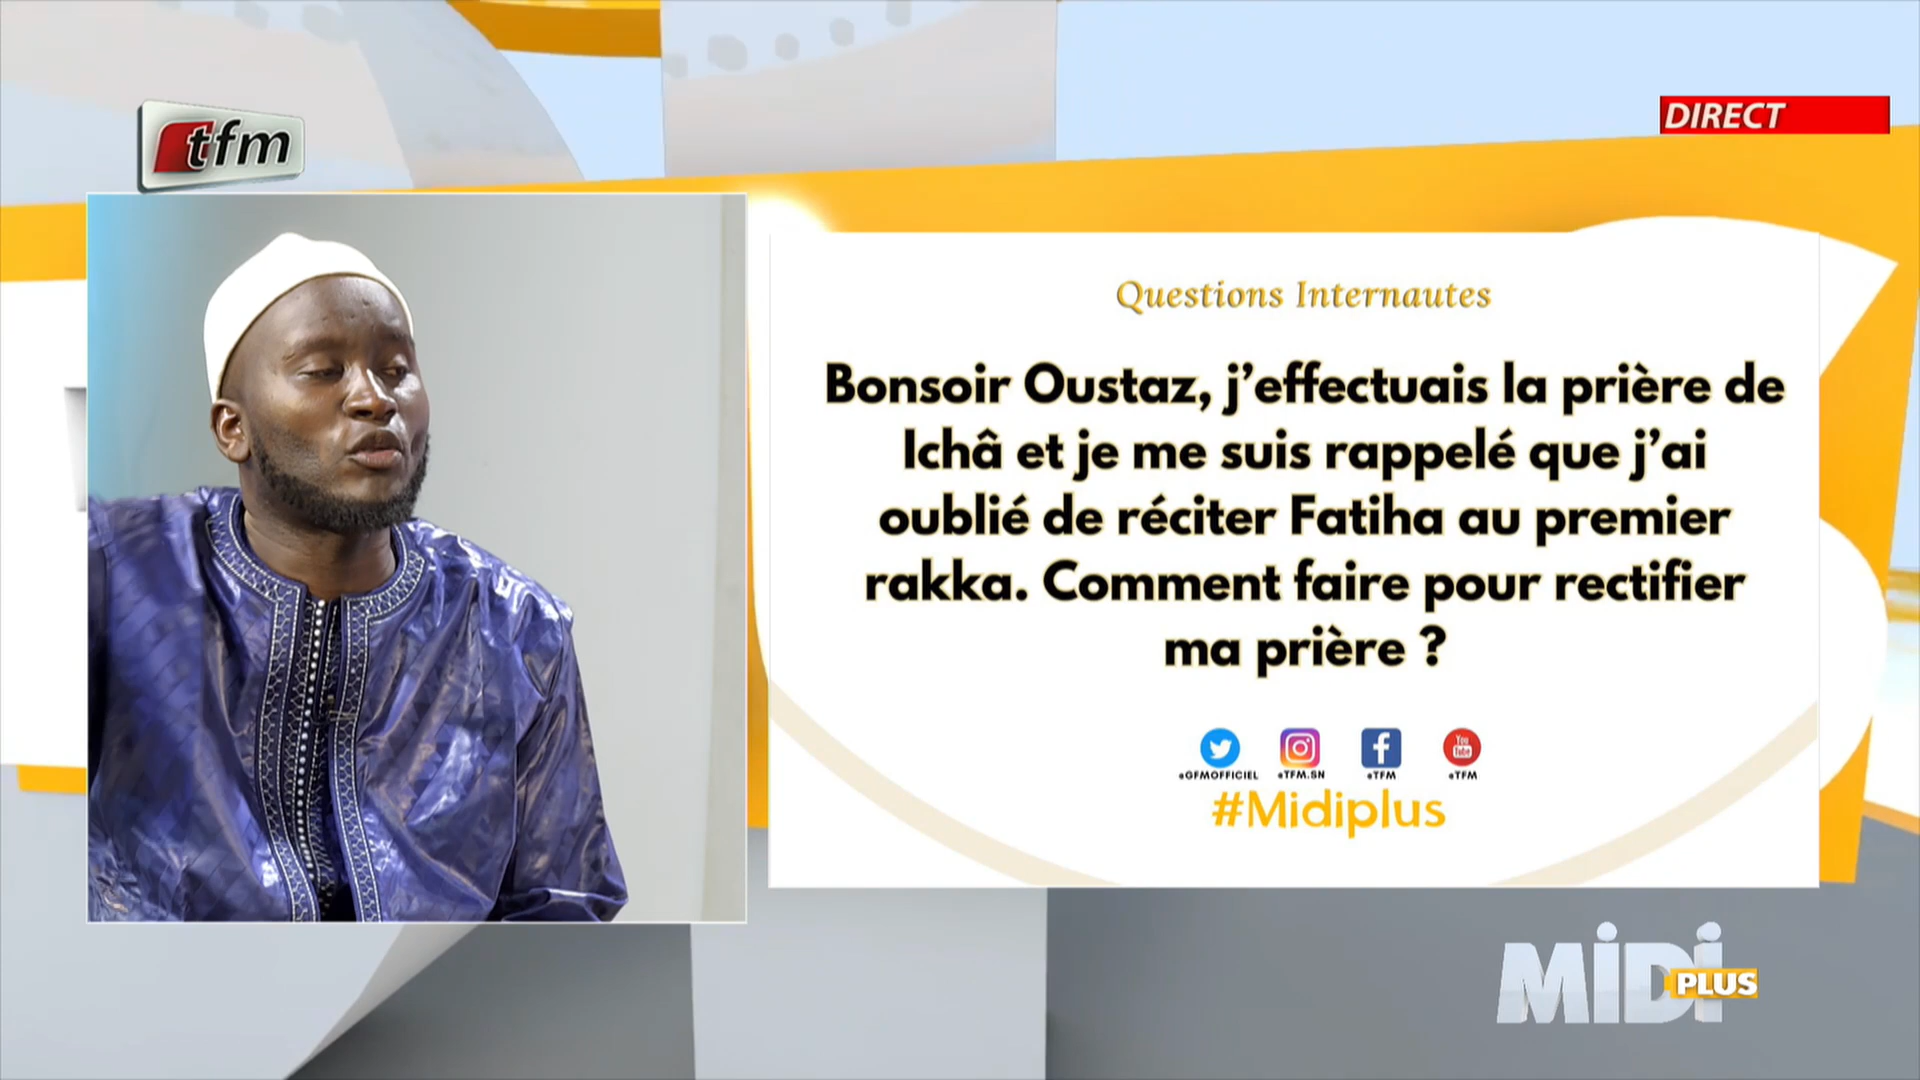 tfm
DIRECT
Questions Internautes
Bonsoir Oustaz, j’effectuais la prière de
Ichâ et je me suis rappelé que j’ai
oublié de réciter Fatiha au premier
rakka. Comment faire pour rectifier
ma prière ?
You
Tube
@GFMOFFICIEL @TFM.SN @TFM @TFM
#Midiplus
MiDi
PLUS